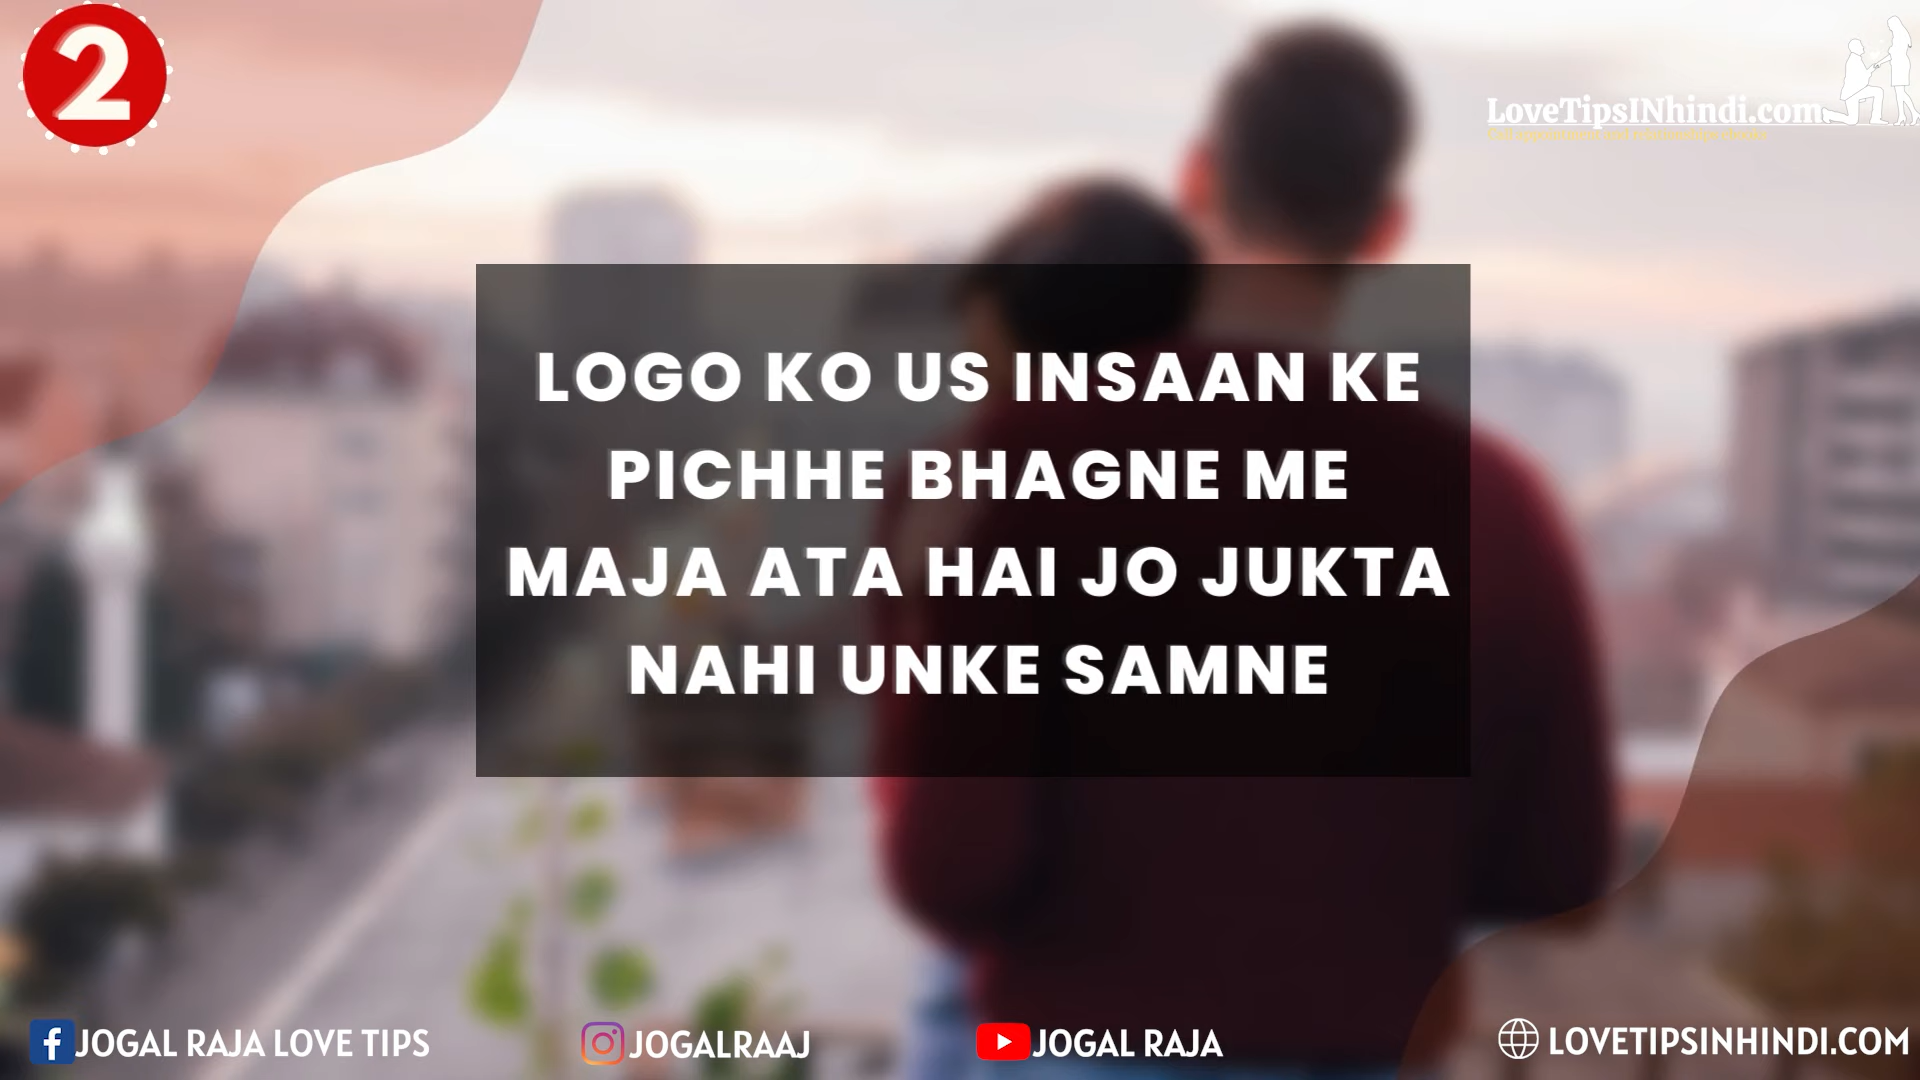 2
LoveTipsINhindi.com
LOGO KO US INSAAN KE
PICHHE BHAGNE ME
MAJA ATA HAI JO JUKTA
NAHI UNKE SAMNE
JOGAL RAJA LOVE TIPS
JOGALRAAJ
JOGAL RAJA
LOVETIPSINHINDI.COM